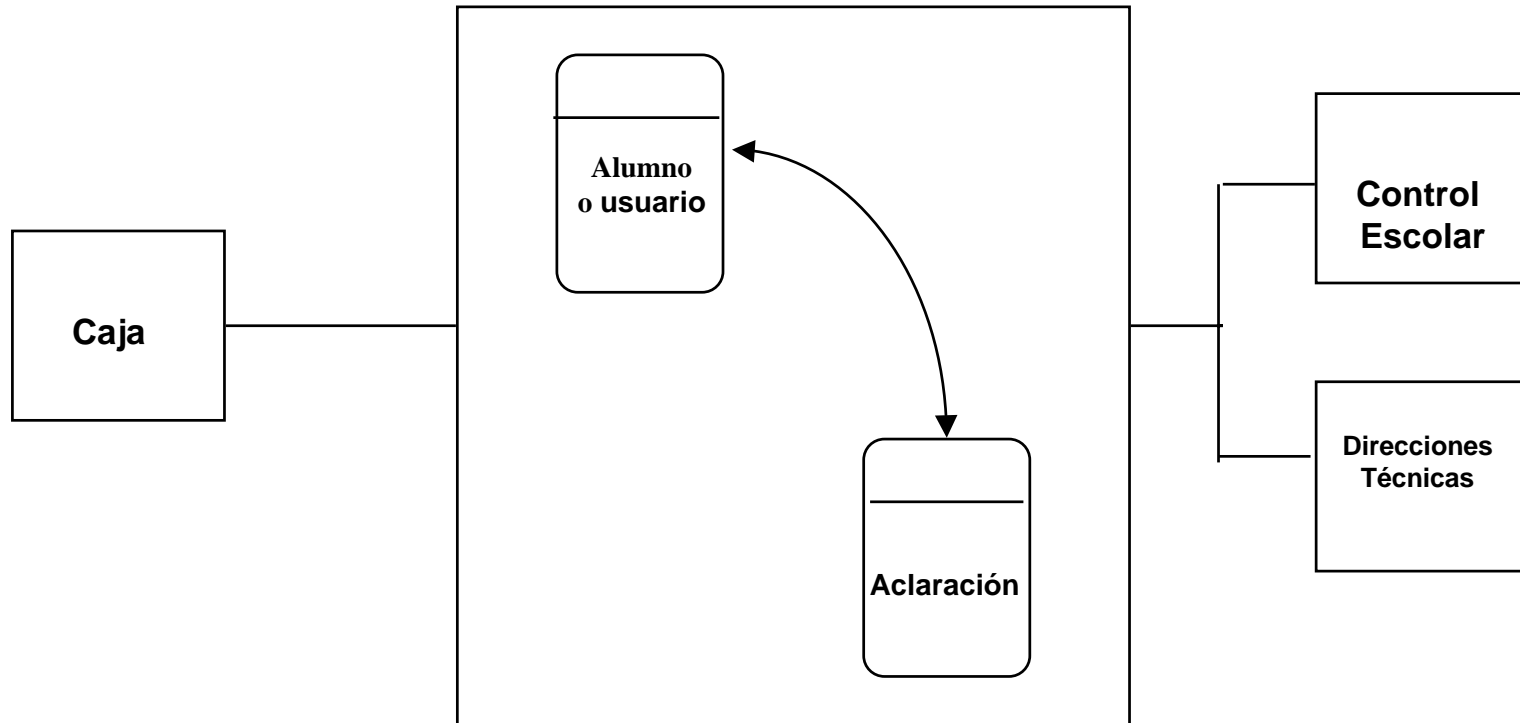 Caja
Alumno
o usuario
Aclaración
Control
Escolar
Direcciones
Técnicas